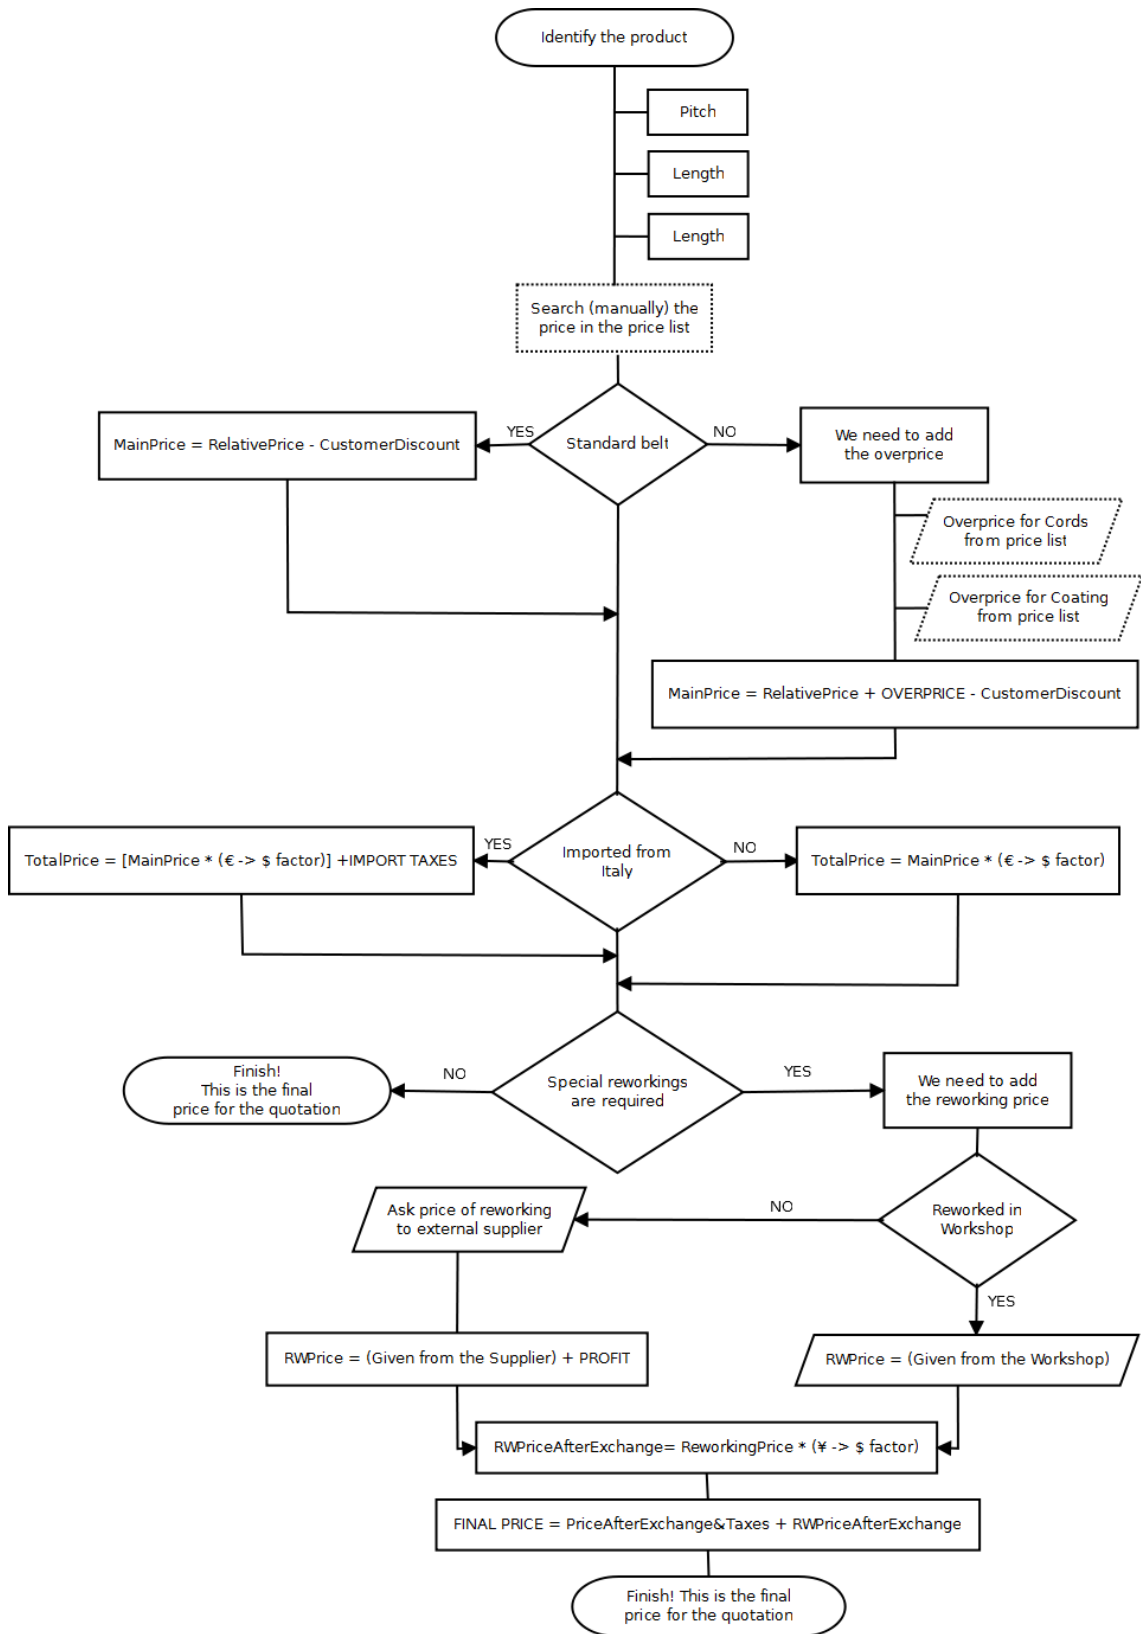 Identify the product
Pitch
Length
Length
Search (manually) the
price in the price list
Standard belt
YES
NO
MainPrice = RelativePrice - CustomerDiscount
We need to add
the overprice
Overprice for Cords
from price list
Overprice for Coating
from price list
MainPrice = RelativePrice + OVERPRICE - CustomerDiscount
Imported from
Italy
YES
NO
TotalPrice = [MainPrice * (€ -> $ factor)] +IMPORT TAXES
TotalPrice = MainPrice * (€ -> $ factor)
Special reworkings
are required
NO
YES
Finish!
This is the final
price for the quotation
We need to add
the reworking price
Reworked in
Workshop
NO
YES
Ask price of reworking
to external supplier
RWPrice = (Given from the Supplier) + PROFIT
RWPrice = (Given from the Workshop)
RWPriceAfterExchange= ReworkingPrice * (¥ -> $ factor)
FINAL PRICE = PriceAfterExchange&Taxes + RWPriceAfterExchange
Finish! This is the final
price for the quotation